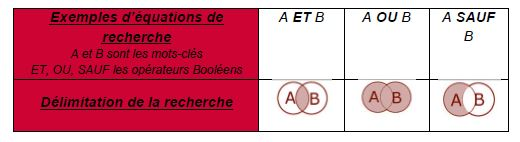 Exemples d'équations de
recherche
A et B sont les mots-clés
ET, OU, SAUF les opérateurs Booléens
A ET B
A OU B
A SAUF
B
Délimitation de la recherche
A B
A B
A B